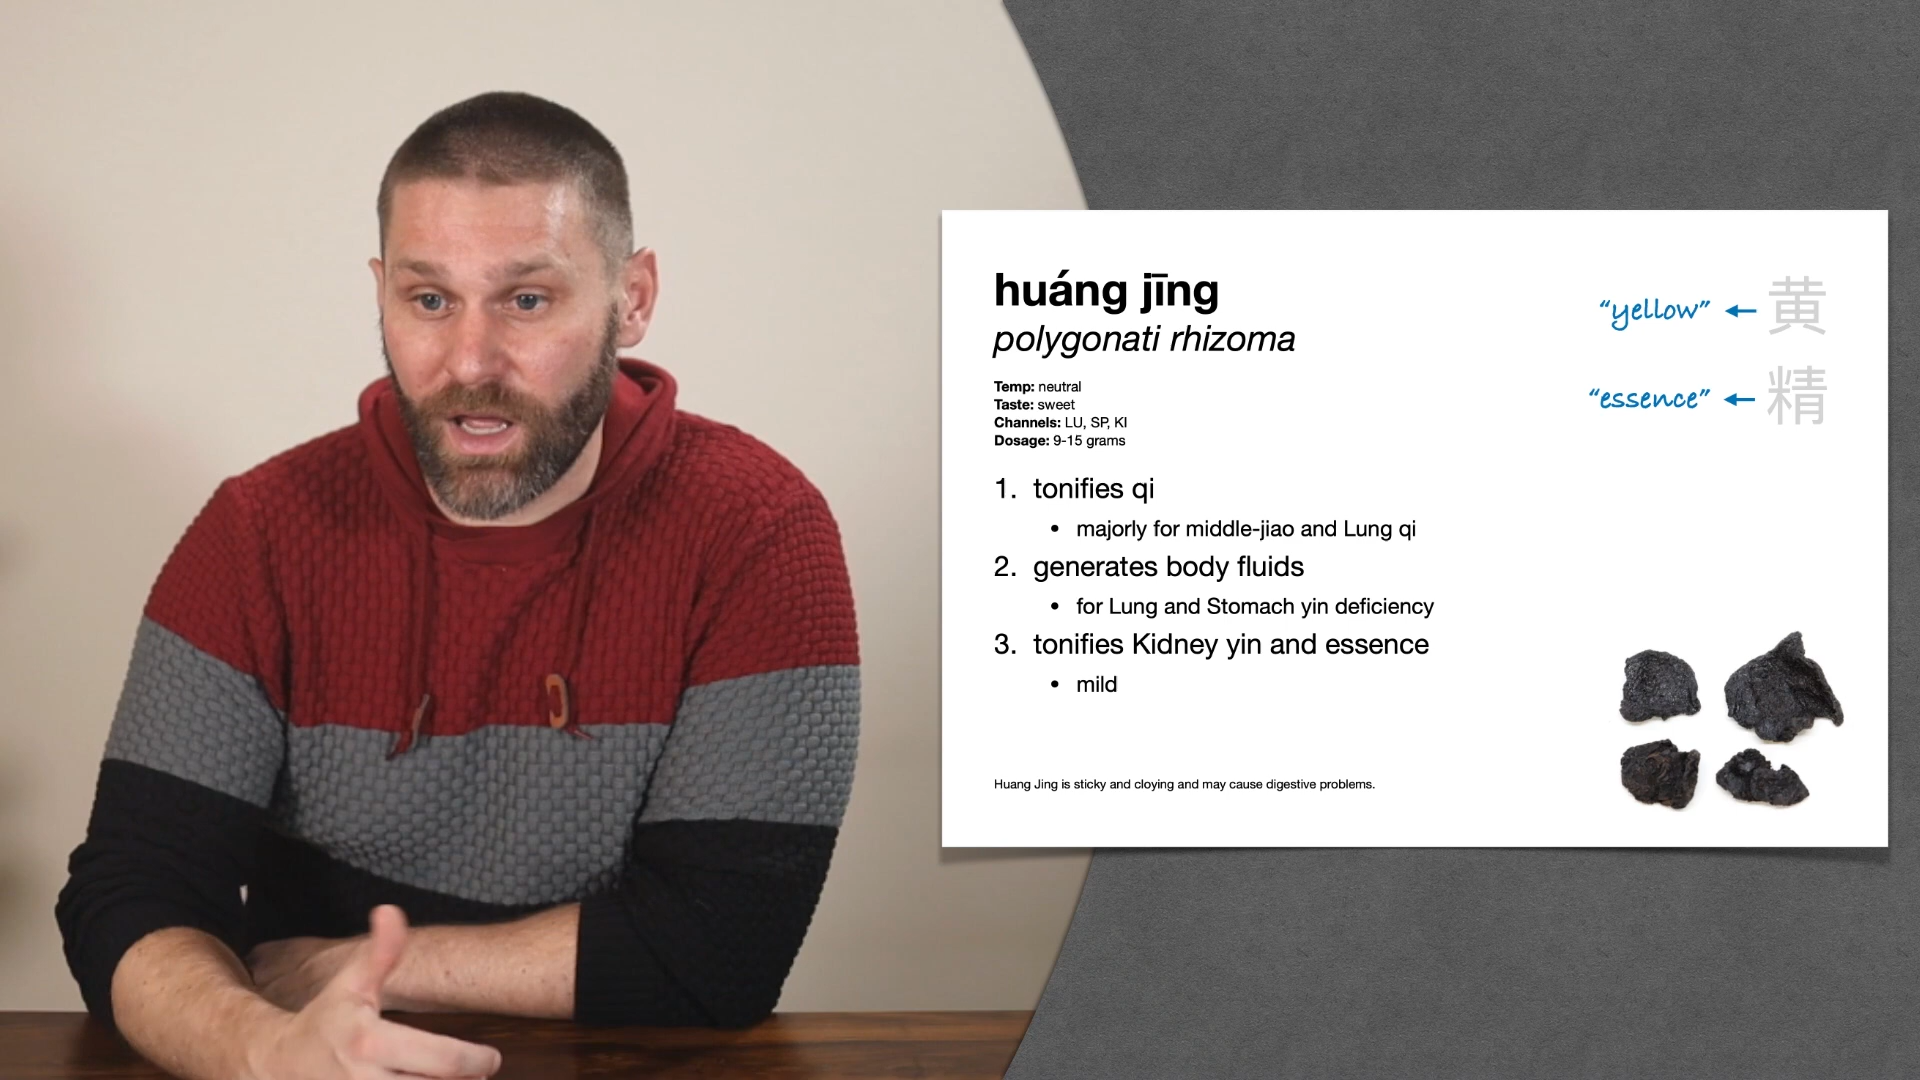 huáng jīng
polygonati rhizoma
“yellow” ← 黄
“essence” ← 精
Temp: neutral
Taste: sweet
Channels: LU, SP, KI
Dosage: 9-15 grams
1. tonifies qi
• majorly for middle-jiao and Lung qi
2. generates body fluids
• for Lung and Stomach yin deficiency
3. tonifies Kidney yin and essence
• mild
Huang Jing is sticky and cloying and may cause digestive problems.